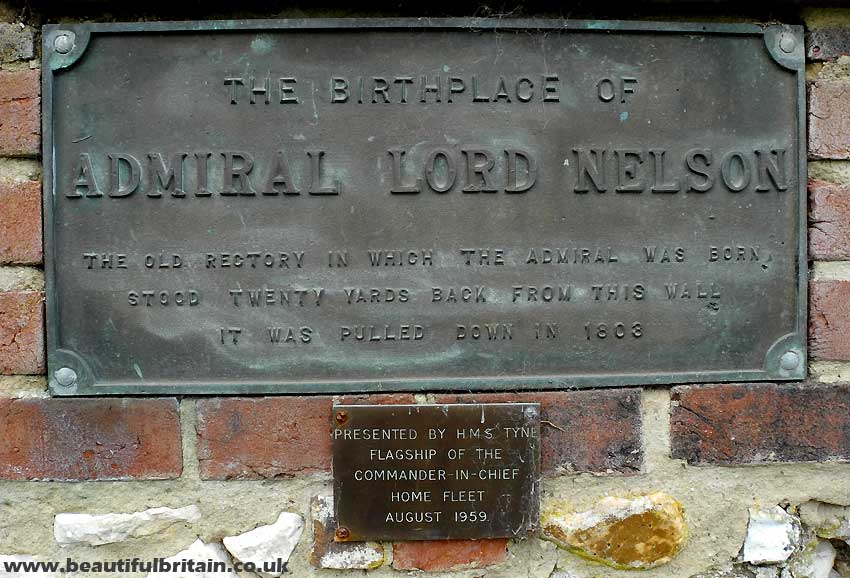 THE BIRTHPLACE OF
ADMIRAL LORD NELSON
THE OLD RECTORY IN WHICH THE ADMIRAL WAS BORN,
STOOD TWENTY YARDS BACK FROM THIS WALL
IT WAS PULLED DOWN IN 1803
PRESENTED BY H.M.S. TYNE
FLAGSHIP OF THE
COMMANDER-IN-CHIEF
HOME FLEET
AUGUST 1959.
www.beautifulbritain.co.uk